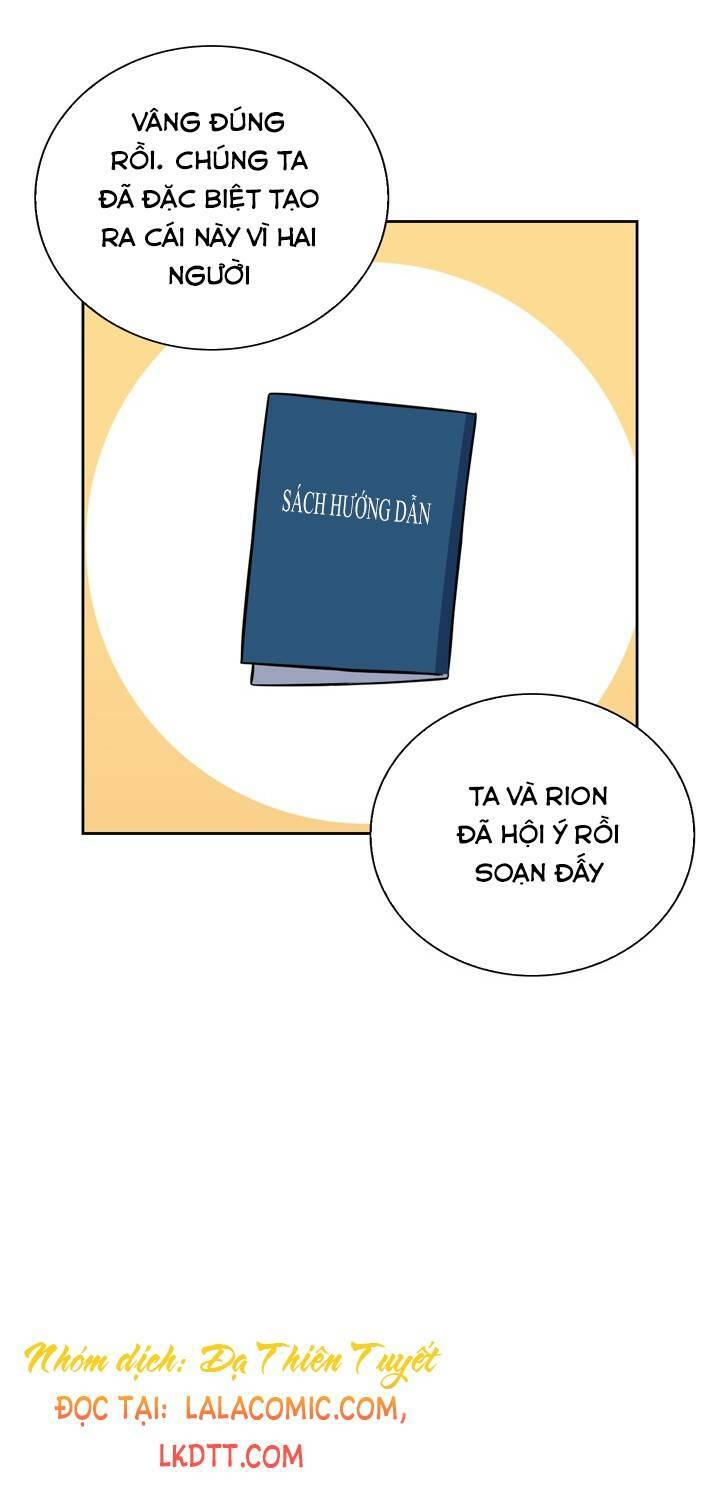 VÂNG ĐÚNG
RỒI. CHÚNG TA
ĐÃ ĐẶC BIỆT TẠO
RA CÁI NÀY VÌ HAI
NGƯỜI
SÁCH HƯỚNG DẪN
TA VÀ RION
ĐÃ HỘI Ý RỒI
SOẠN ĐẤY
Nhóm dịch: Dạ Thiên Tuyết
ĐỌC TẠI: LALACOMIC.COM,
LKDTT.COM